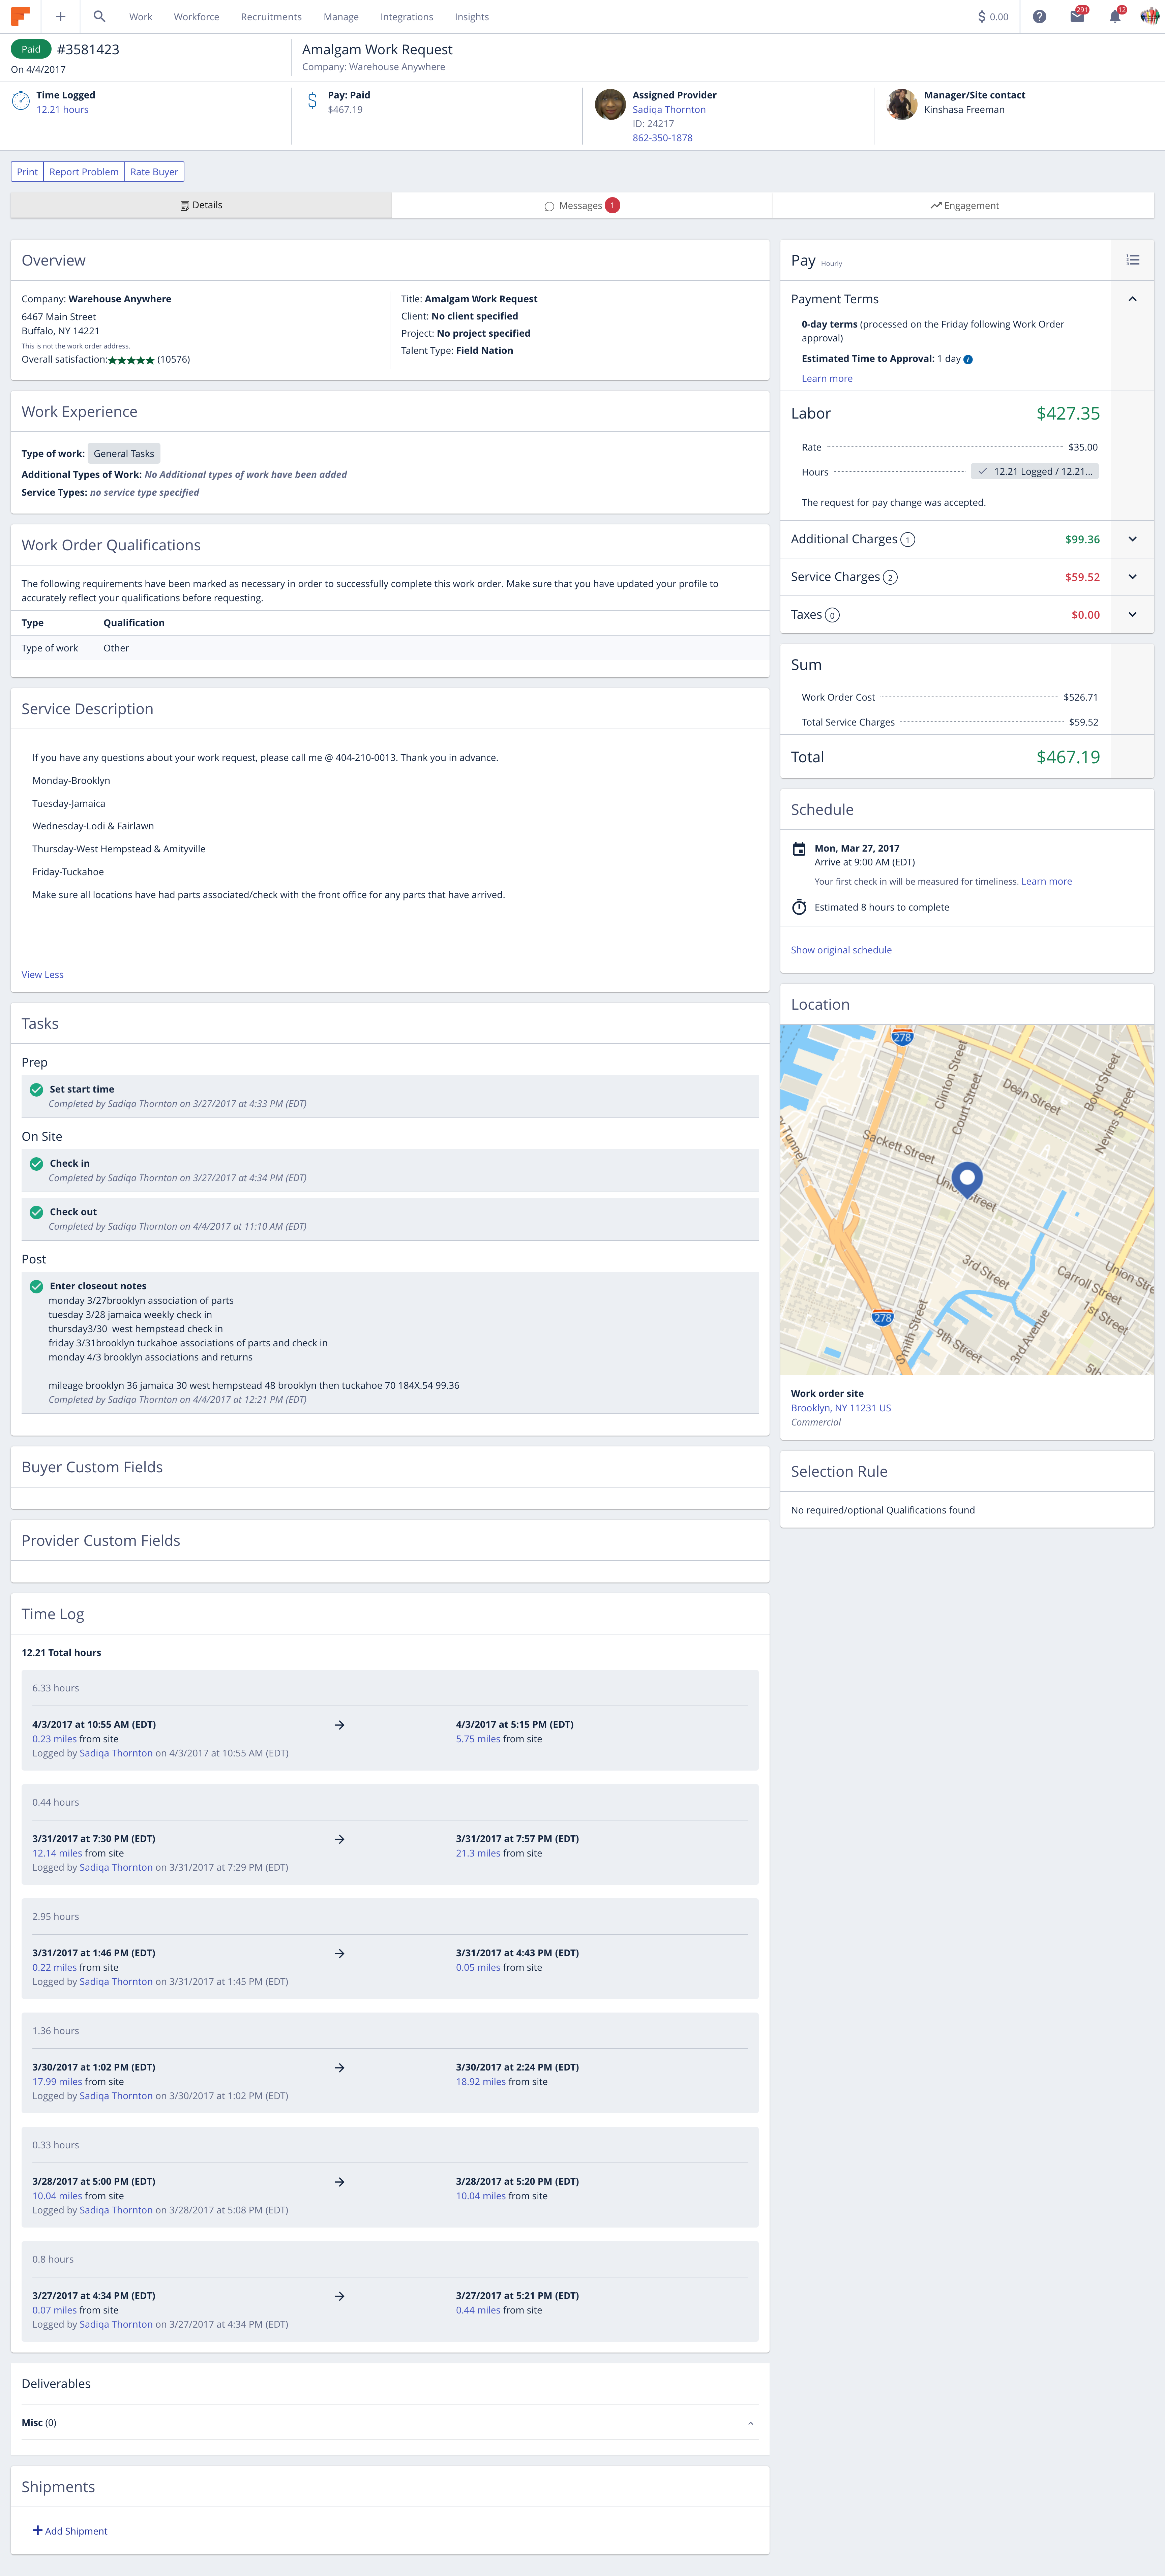 Work Workforce Recruitments Manage Integrations Insights $ 0.00 291 12
Paid #3581423
On 4/4/2017
Amalgam Work Request
Company: Warehouse Anywhere
Time Logged
12.21 hours
Pay: Paid
$467.19
Assigned Provider
Sadiqa Thornton
ID: 24217
862-350-1878
Manager/Site contact
Kinshasa Freeman
Print Report Problem Rate Buyer
Details Messages 1 Engagement
Overview
Company: Warehouse Anywhere
6467 Main Street
Buffalo, NY 14221
This is not the work order address.
Overall satisfaction: (10576)
Title: Amalgam Work Request
Client: No client specified
Project: No project specified
Talent Type: Field Nation
Work Experience
Type of work: General Tasks
Additional Types of Work: No Additional types of work have been added
Service Types: no service type specified
Work Order Qualifications
The following requirements have been marked as necessary in order to successfully complete this work order. Make sure that you have updated your profile to
accurately reflect your qualifications before requesting.
Type Qualification
Type of work Other
Service Description
If you have any questions about your work request, please call me @ 404-210-0013. Thank you in advance.
Monday-Brooklyn
Tuesday-Jamaica
Wednesday-Lodi & Fairlawn
Thursday-West Hempstead & Amityville
Friday-Tuckahoe
Make sure all locations have had parts associated/check with the front office for any parts that have arrived.
View Less
Tasks
Prep
Set start time
Completed by Sadiqa Thornton on 3/27/2017 at 4:33 PM (EDT)
On Site
Check in
Completed by Sadiqa Thornton on 3/27/2017 at 4:34 PM (EDT)
Check out
Completed by Sadiqa Thornton on 4/4/2017 at 11:10 AM (EDT)
Post
Enter closeout notes
monday 3/27brooklyn association of parts
tuesday 3/28 jamaica weekly check in
thursday3/30 west hempstead check in
friday 3/31brooklyn tuckahoe associations of parts and check in
monday 4/3 brooklyn associations and returns
mileage brooklyn 36 jamaica 30 west hempstead 48 brooklyn then tuckahoe 70 184X.54 99.36
Completed by Sadiqa Thornton on 4/4/2017 at 12:21 PM (EDT)
Buyer Custom Fields
Provider Custom Fields
Time Log
12.21 Total hours
6.33 hours
4/3/2017 at 10:55 AM (EDT) 4/3/2017 at 5:15 PM (EDT)
0.23 miles from site 5.75 miles from site
Logged by Sadiqa Thornton on 4/3/2017 at 10:55 AM (EDT)
0.44 hours
3/31/2017 at 7:30 PM (EDT) 3/31/2017 at 7:57 PM (EDT)
12.14 miles from site 21.3 miles from site
Logged by Sadiqa Thornton on 3/31/2017 at 7:29 PM (EDT)
2.95 hours
3/31/2017 at 1:46 PM (EDT) 3/31/2017 at 4:43 PM (EDT)
0.22 miles from site 0.05 miles from site
Logged by Sadiqa Thornton on 3/31/2017 at 1:45 PM (EDT)
1.36 hours
3/30/2017 at 1:02 PM (EDT) 3/30/2017 at 2:24 PM (EDT)
17.99 miles from site 18.92 miles from site
Logged by Sadiqa Thornton on 3/30/2017 at 1:02 PM (EDT)
0.33 hours
3/28/2017 at 5:00 PM (EDT) 3/28/2017 at 5:20 PM (EDT)
10.04 miles from site 10.04 miles from site
Logged by Sadiqa Thornton on 3/28/2017 at 5:08 PM (EDT)
0.8 hours
3/27/2017 at 4:34 PM (EDT) 3/27/2017 at 5:21 PM (EDT)
0.07 miles from site 0.44 miles from site
Logged by Sadiqa Thornton on 3/27/2017 at 4:34 PM (EDT)
Deliverables
Misc (0)
Shipments
Add Shipment
Pay Hourly
Payment Terms
0-day terms (processed on the Friday following Work Order
approval)
Estimated Time to Approval: 1 day
Learn more
Labor $427.35
Rate $35.00
Hours 12.21 Logged / 12.21...
The request for pay change was accepted.
Additional Charges 1 $99.36
Service Charges 2 $59.52
Taxes 0 $0.00
Sum
Work Order Cost $526.71
Total Service Charges $59.52
Total $467.19
Schedule
Mon, Mar 27, 2017
Arrive at 9:00 AM (EDT)
Your first check in will be measured for timeliness. Learn more
Estimated 8 hours to complete
Show original schedule
Location
278
Clinton Street
Court Street
Dean Street
Bond Street
Nevins Street
y Tunnel
Sackett Street
Union Street
3rd Street
Carroll Street
Union Stre
1st Street
278
Smith Street
9th Street
3rd Avenue
5th
Work order site
Brooklyn, NY 11231 US
Commercial
Selection Rule
No required/optional Qualifications found